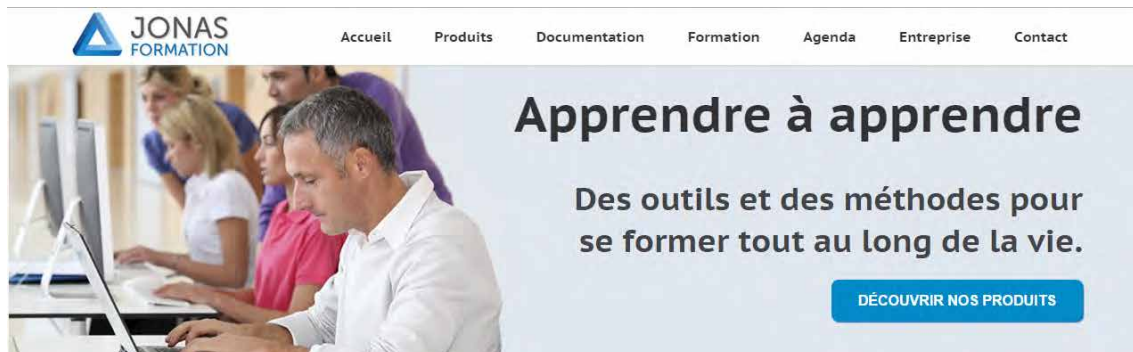 JONAS
FORMATION
Accueil Produits Documentation Formation Agenda Entreprise Contact
Apprendre à apprendre
Des outils et des méthodes pour
se former tout au long de la vie.
DÉCOUVRIR NOS PRODUITS